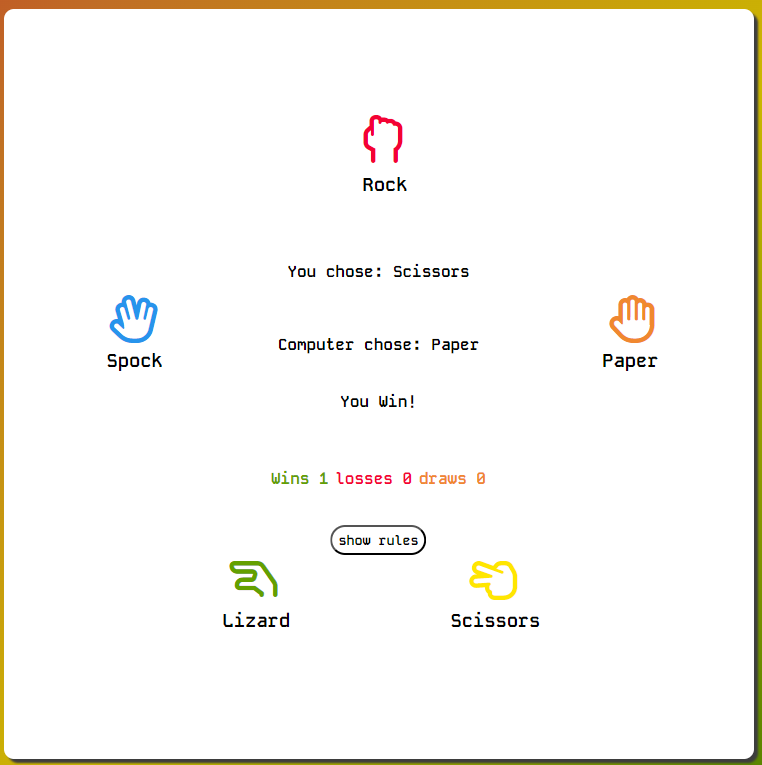 Rock
You chose: Scissors
Spock
Computer chose: Paper
Paper
You Win!
Wins 1 losses 0 draws 0
show rules
Lizard
Scissors